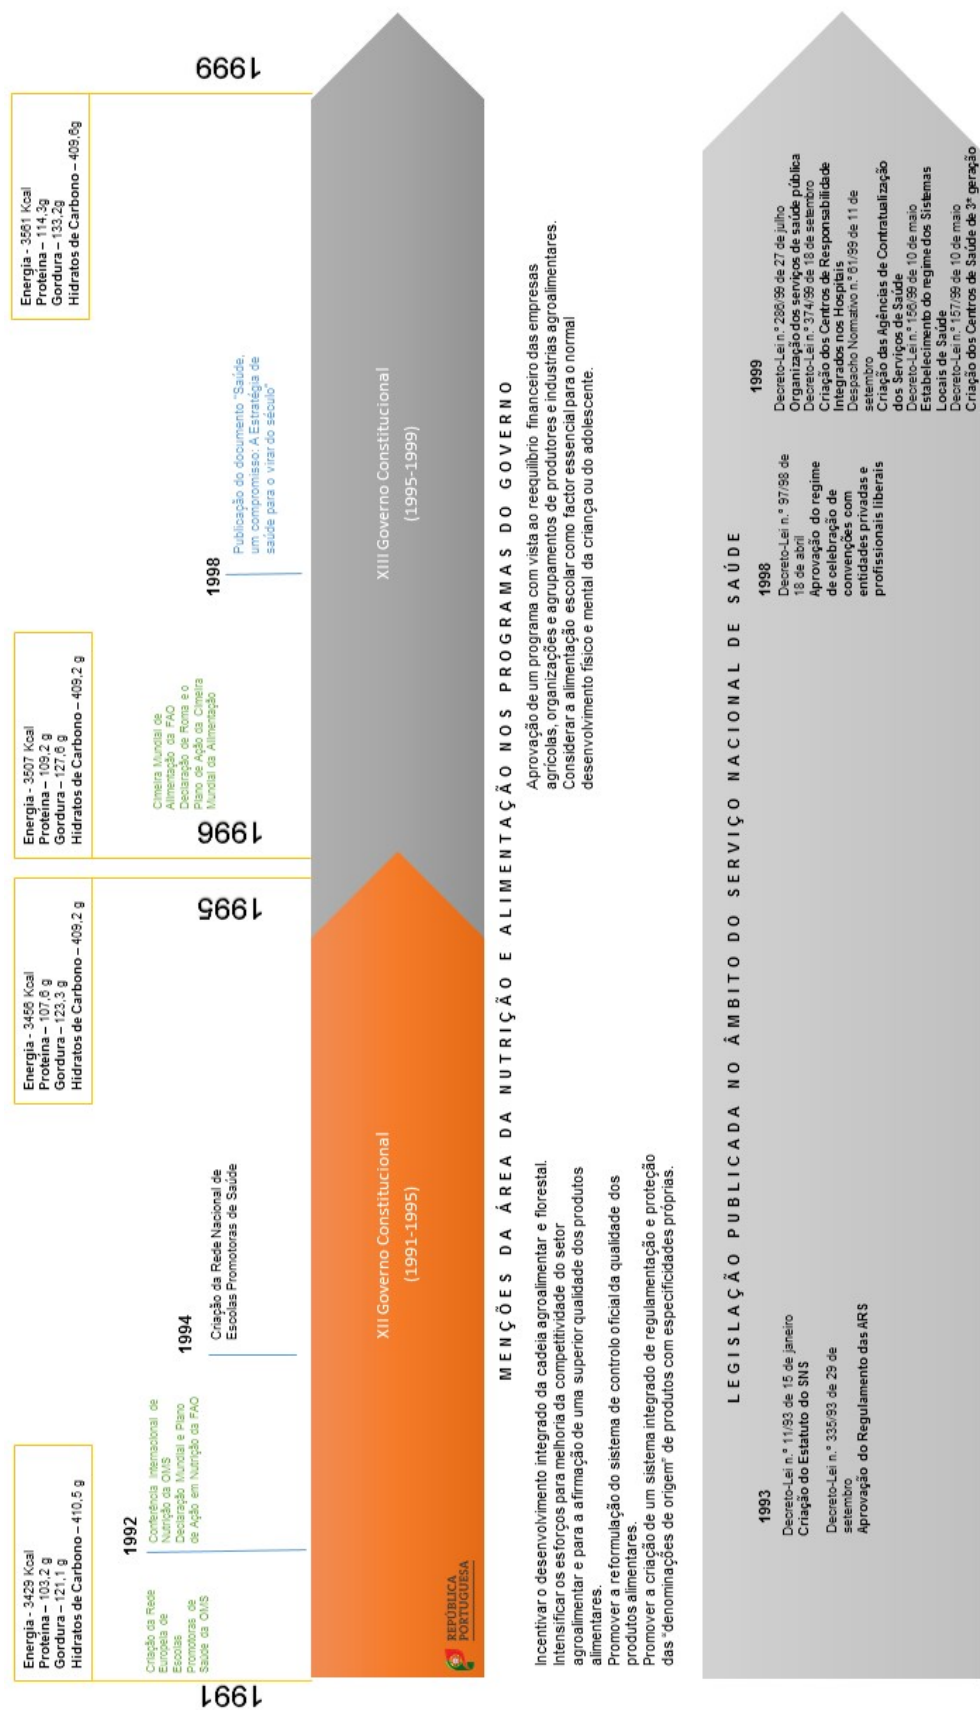 Energia - 3429 Kcal
Proteína – 103,2 g
Gordura – 121,1 g
Hidratos de Carbono – 410,5 g
Energia - 3456 Kcal
Proteína – 107,6 g
Gordura – 123,3 g
Hidratos de Carbono – 409,2 g
Energia - 3507 Kcal
Proteína – 109,2 g
Gordura – 127,6 g
Hidratos de Carbono – 409,2 g
Energia - 3561 Kcal
Proteína – 114,3g
Gordura – 133,2g
Hidratos de Carbono – 409,6g
1991
Criação da Rede
Europeia de
Escolas
Promotoras de
Saúde da OMS
1992
Conferência Internacional de
Nutrição da OMS
Declaração Mundial e Plano
de Ação em Nutrição da FAO
1994
Criação da Rede Nacional de
Escolas Promotoras de Saúde
1995
1996
Cimeira Mundial de
Alimentação da FAO
Declaração de Roma e o
Plano de Ação da Cimeira
Mundial da Alimentação
1998
Publicação do documento "Saúde,
um compromisso: A Estratégia de
saúde para o virar do século"
1999
REPÚBLICA
PORTUGUESA
XII Governo Constitucional
(1991-1995)
XIII Governo Constitucional
(1995-1999)
MENÇÕES DA ÁREA DA NUTRIÇÃO E ALIMENTAÇÃO NOS PROGRAMAS DO GOVERNO
Incentivar o desenvolvimento integrado da cadeia agroalimentar e florestal.
Intensificar os esforços para melhoria da competitividade do setor
agroalimentar e para a afirmação de uma superior qualidade dos produtos
alimentares.
Promover a reformulação do sistema de controlo oficial da qualidade dos
produtos alimentares.
Promover a criação de um sistema integrado de regulamentação e proteção
das "denominações de origem" de produtos com especificidades próprias.
Aprovação de um programa com vista ao reequilíbrio financeiro das empresas
agrícolas, organizações e agrupamentos de produtores e industrias agroalimentares.
Considerar a alimentação escolar como factor essencial para o normal
desenvolvimento físico e mental da criança ou do adolescente.
LEGISLAÇÃO PUBLICADA NO ÂMBITO DO SERVIÇO NACIONAL DE SAÚDE
1993
Decreto-Lei n.º 11/93 de 15 de janeiro
Criação do Estatuto do SNS
Decreto-Lei n.º 335/93 de 29 de
setembro
Aprovação do Regulamento das ARS
1998
Decreto-Lei n.º 97/98 de
18 de abril
Aprovação do regime
de celebração de
convenções com
entidades privadas e
profissionais liberais
1999
Decreto-Lei n.º 286/99 de 27 de julho
Organização dos serviços de saúde pública
Decreto-Lei n.º 374/99 de 18 de setembro
Criação dos Centros de Responsabilidade
Integrados nos Hospitais
Despacho Normativo n.º 61/99 de 11 de
setembro
Criação das Agências de Contratualização
dos Serviços de Saúde
Decreto-Lei n.º 156/99 de 10 de maio
Estabelecimento do regime dos Sistemas
Locais de Saúde
Decreto-Lei n.º 157/99 de 10 de maio
Criação dos Centros de Saúde de 3ª geração